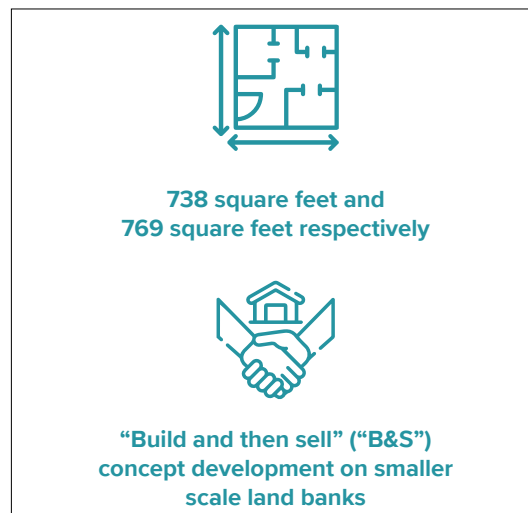 738 square feet and
769 square feet respectively
“Build and then sell” (“B&S”)
concept development on smaller
scale land banks